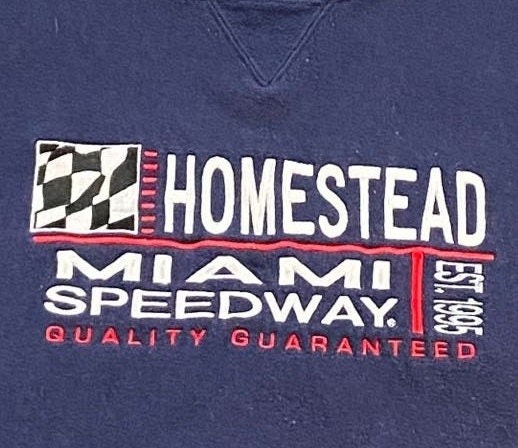 HOMESTEAD
MIAMI
SPEEDWAY®
EST. 1995
QUALITY GUARANTEED